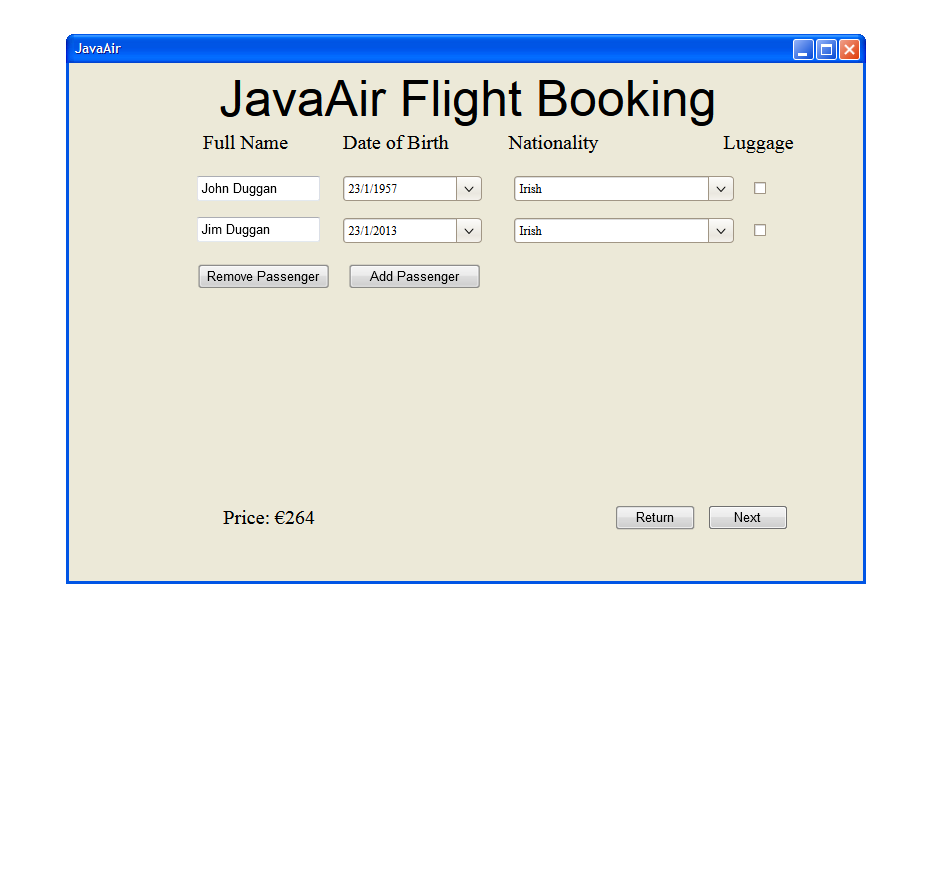 JavaAir
JavaAir Flight Booking
Full Name Date of Birth Nationality Luggage
John Duggan 23/1/1957 Irish
Jim Duggan 23/1/2013 Irish
Remove Passenger Add Passenger
Price: €264 Return Next